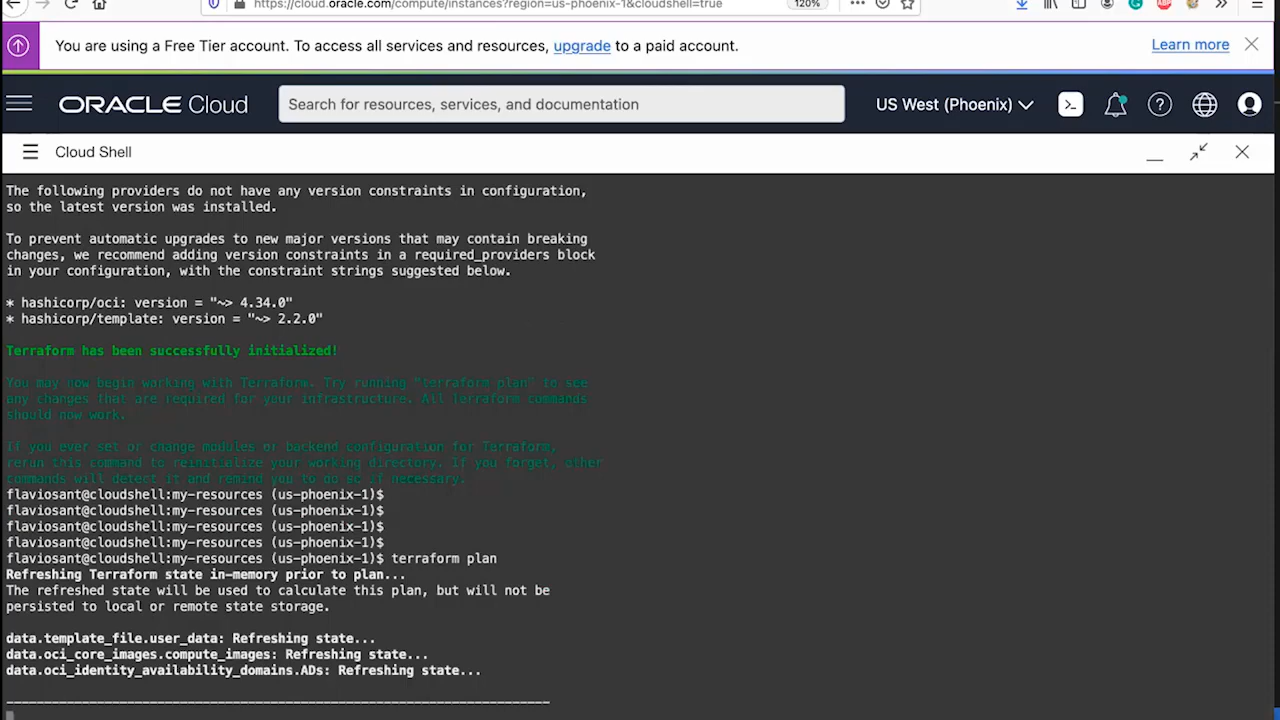 https://cloud.oracle.com/compute/instances?region=us-phoenix-1&cloudshell=true
120%
You are using a Free Tier account. To access all services and resources, upgrade to a paid account.
Learn more
ORACLE Cloud
Search for resources, services, and documentation
US West (Phoenix)
Cloud Shell
The following providers do not have any version constraints in configuration,
so the latest version was installed.
To prevent automatic upgrades to new major versions that may contain breaking
changes, we recommend adding version constraints in a required_providers block
in your configuration, with the constraint strings suggested below.
* hashicorp/oci: version = "~> 4.34.0"
* hashicorp/template: version = "~> 2.2.0"
Terraform has been successfully initialized!
You may now begin working with Terraform. Try running "terraform plan" to see
any changes that are required for your infrastructure. All Terraform commands
should now work.
If you ever set or change modules or backend configuration for Terraform,
rerun this command to reinitialize your working directory. If you forget, other
commands will detect it and remind you to do so if necessary.
flaviosant@cloudshell:my-resources (us-phoenix-1)$
flaviosant@cloudshell:my-resources (us-phoenix-1)$
flaviosant@cloudshell:my-resources (us-phoenix-1)$
flaviosant@cloudshell:my-resources (us-phoenix-1)$
flaviosant@cloudshell:my-resources (us-phoenix-1)$ terraform plan
Refreshing Terraform state in-memory prior to plan...
The refreshed state will be used to calculate this plan, but will not be
persisted to local or remote state storage.
data.template_file.user_data: Refreshing state...
data.oci_core_images.compute_images: Refreshing state...
data.oci_identity_availability_domains.ADs: Refreshing state...
------------------------------------------------------------------------